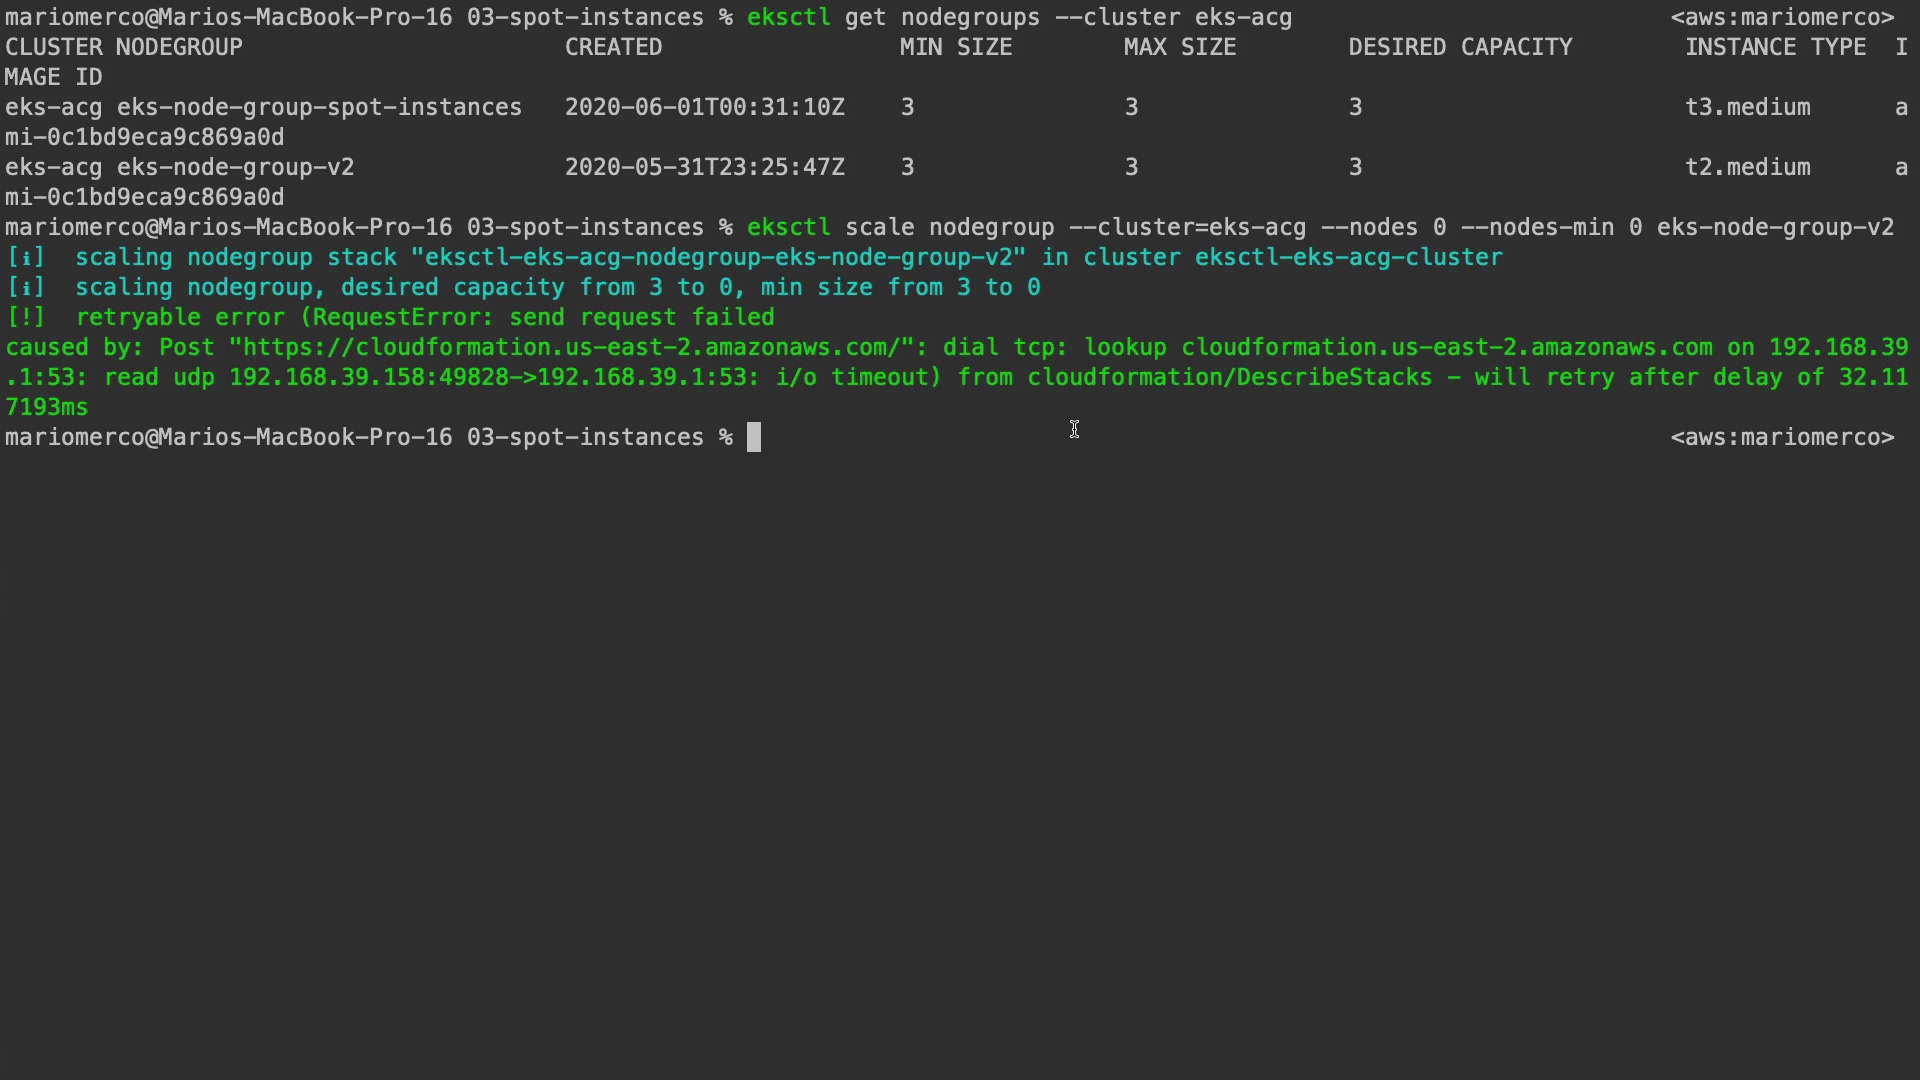 mariomerco@Marios-MacBook-Pro-16 03-spot-instances % eksctl get nodegroups --cluster eks-acg <aws:mariomerco>
CLUSTER NODEGROUP CREATED MIN SIZE MAX SIZE DESIRED CAPACITY INSTANCE TYPE I
MAGE ID
eks-acg eks-node-group-spot-instances 2020-06-01T00:31:10Z 3 3 3 t3.medium a
mi-0c1bd9eca9c869a0d
eks-acg eks-node-group-v2 2020-05-31T23:25:47Z 3 3 3 t2.medium a
mi-0c1bd9eca9c869a0d
mariomerco@Marios-MacBook-Pro-16 03-spot-instances % eksctl scale nodegroup --cluster=eks-acg --nodes 0 --nodes-min 0 eks-node-group-v2
[i] scaling nodegroup stack "eksctl-eks-acg-nodegroup-eks-node-group-v2" in cluster eksctl-eks-acg-cluster
[i] scaling nodegroup, desired capacity from 3 to 0, min size from 3 to 0
[!] retryable error (RequestError: send request failed
caused by: Post "https://cloudformation.us-east-2.amazonaws.com/": dial tcp: lookup cloudformation.us-east-2.amazonaws.com on 192.168.39
.1:53: read udp 192.168.39.158:49828->192.168.39.1:53: i/o timeout) from cloudformation/DescribeStacks - will retry after delay of 32.11
7193ms
mariomerco@Marios-MacBook-Pro-16 03-spot-instances % <aws:mariomerco>